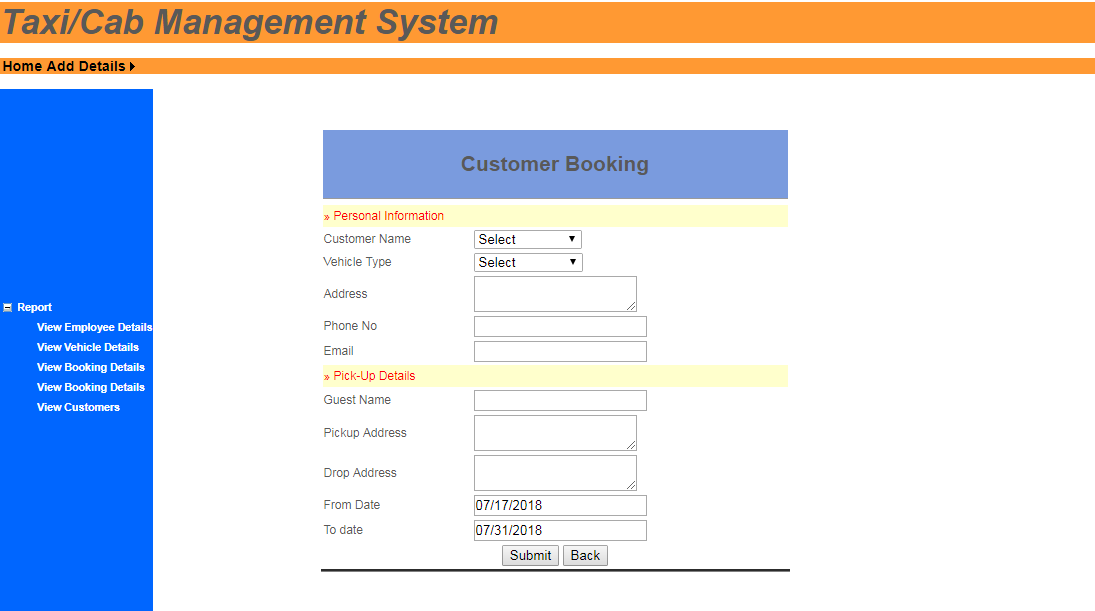 Taxi/Cab Management System
Home Add Details
Customer Booking
» Personal Information
Customer Name Select
Vehicle Type Select
Address
Phone No
Email
» Pick-Up Details
Guest Name
Pickup Address
Drop Address
From Date 07/17/2018
To date 07/31/2018
Submit Back
Report
View Employee Details
View Vehicle Details
View Booking Details
View Booking Details
View Customers